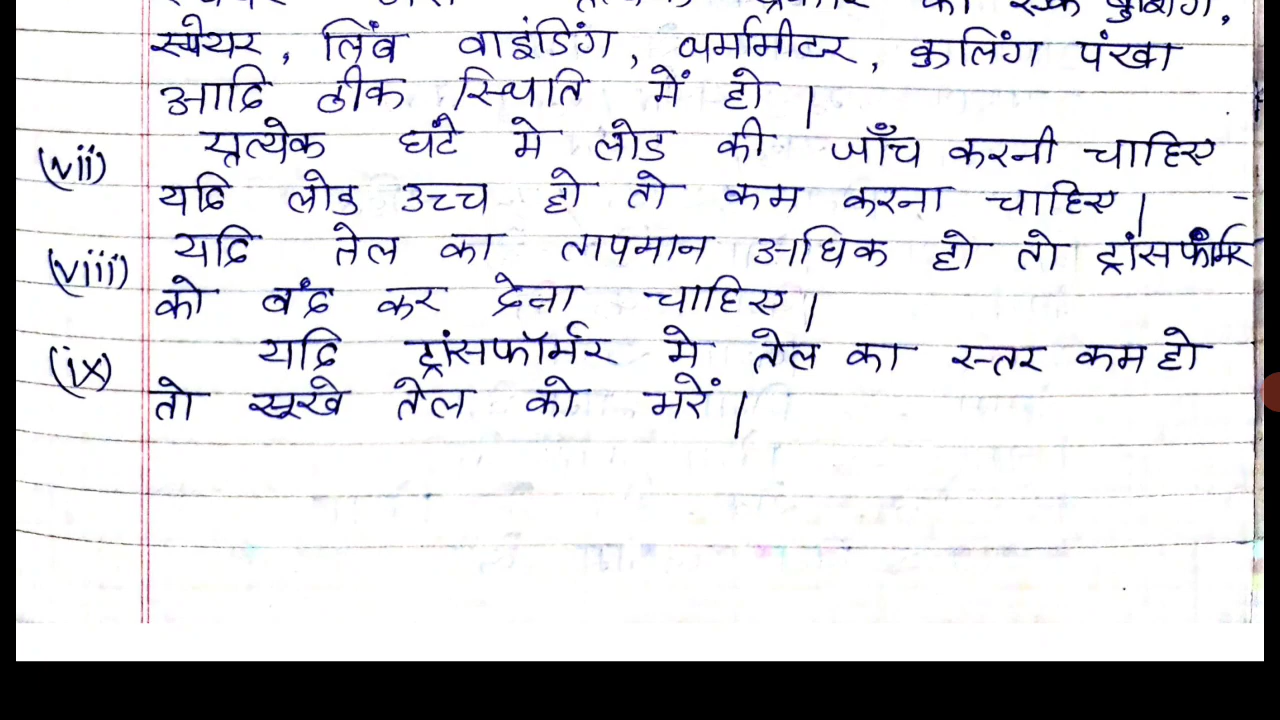 की एक बुशिंग,
स्पेयर, लिंब वाइंडिंग, थर्मामीटर, कुलिंग पंखा
आदि ठीक स्थिति में हो |
(vii) प्रत्येक घंटे मे लोड की जाँच करनी चाहिए
यदि लोड उच्च हो तो कम करना चाहिए |
(viii) यदि तेल का तापमान अधिक हो तो ट्रांसफॉर्मर
को बंद कर देना चाहिए |
(ix) यदि ट्रांसफॉर्मर मे तेल का स्तर कम हो
तो सूखे तेल को भरें |